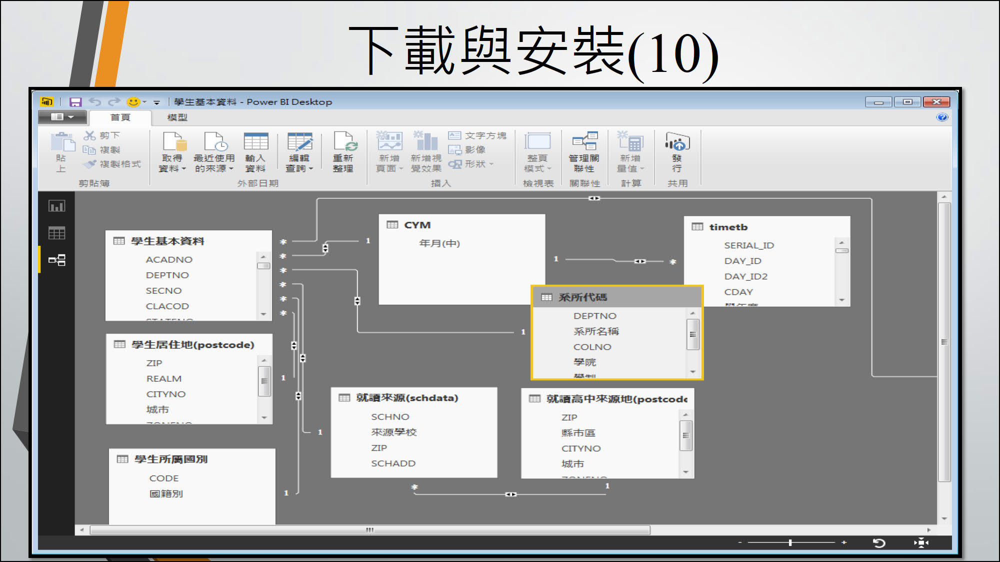 下載與安裝(10)
學生基本資料 - Power BI Desktop
首頁
模型
貼上
剪下
複製
複製格式
剪貼簿
取得資料
最近使用的來源
輸入資料
編輯查詢
外部日期
重新整理
新增頁面
新增視覺效果
文字方塊
影像
形狀
插入
整頁模式
檢視表
管理關聯性
關聯性
新增量值
計算
發行
共用
學生基本資料
ACADNO
DEPTNO
SECNO
CLACOD
STATENO
*
*
*
*
*
*
1
CYM
年月(中)
1
*
timetb
SERIAL_ID
DAY_ID
DAY_ID2
CDAY
學年度
1
系所代碼
DEPTNO
系所名稱
COLNO
學院
學制
學生居住地(postcode)
ZIP
REALM
CITYNO
城市
ZONENO
1
就讀來源(schdata)
SCHNO
來源學校
ZIP
SCHADD
1
就讀高中來源地(postcode
ZIP
縣市區
CITYNO
城市
ZONENO
*
1
學生所屬國別
CODE
國籍別
1